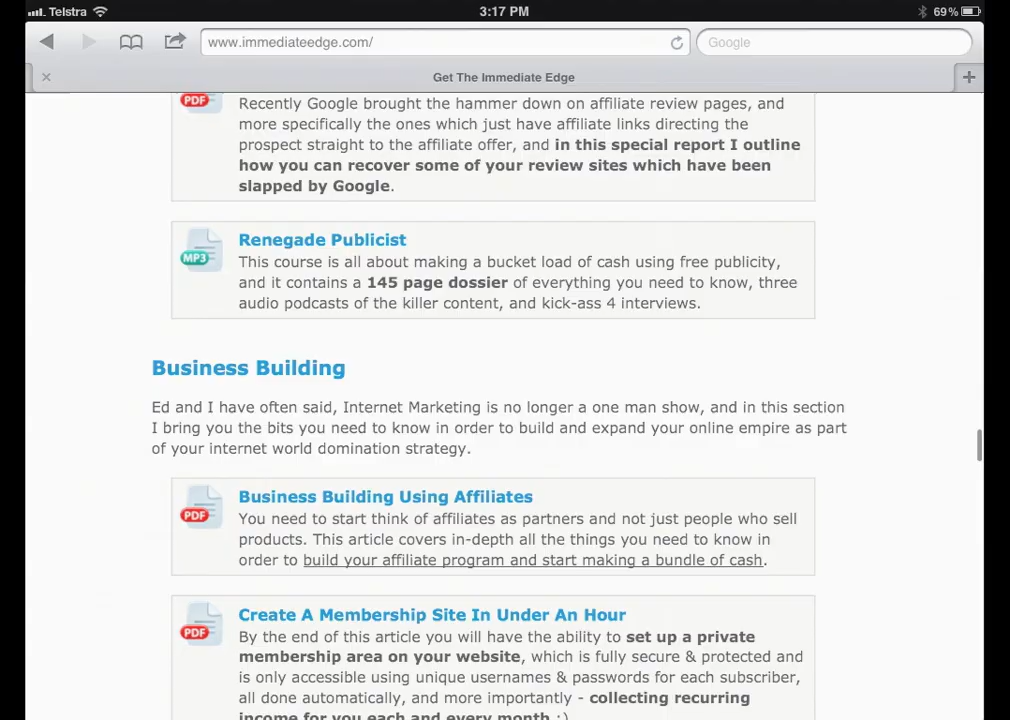 Telstra
3:17 PM
69%
www.immediateedge.com/
Google
Get The Immediate Edge
PDF
Recently Google brought the hammer down on affiliate review pages, and
more specifically the ones which just have affiliate links directing the
prospect straight to the affiliate offer, and in this special report I outline
how you can recover some of your review sites which have been
slapped by Google.
MP3
Renegade Publicist
This course is all about making a bucket load of cash using free publicity,
and it contains a 145 page dossier of everything you need to know, three
audio podcasts of the killer content, and kick-ass 4 interviews.
Business Building
Ed and I have often said, Internet Marketing is no longer a one man show, and in this section
I bring you the bits you need to know in order to build and expand your online empire as part
of your internet world domination strategy.
PDF
Business Building Using Affiliates
You need to start think of affiliates as partners and not just people who sell
products. This article covers in-depth all the things you need to know in
order to build your affiliate program and start making a bundle of cash.
PDF
Create A Membership Site In Under An Hour
By the end of this article you will have the ability to set up a private
membership area on your website, which is fully secure & protected and
is only accessible using unique usernames & passwords for each subscriber,
all done automatically, and more importantly - collecting recurring
income for you each and every month :)